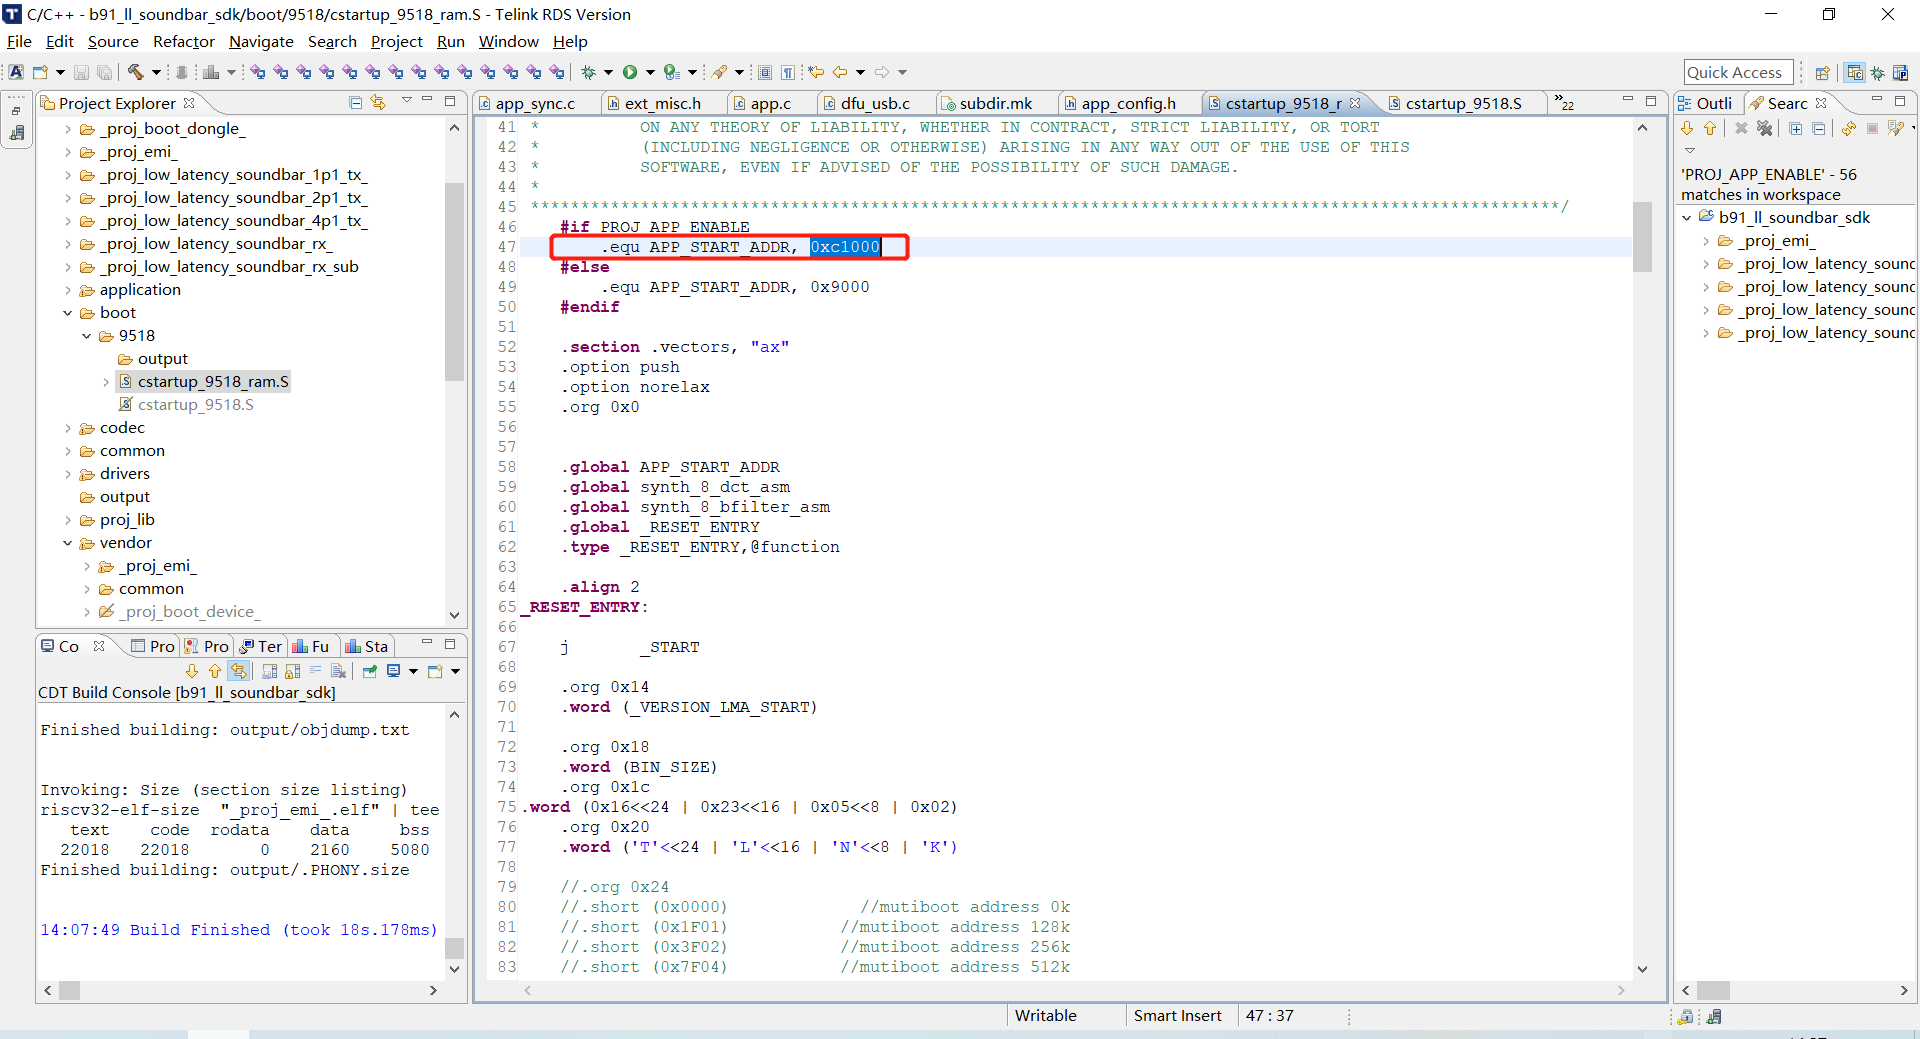 C/C++ - b91_ll_soundbar_sdk/boot/9518/cstartup_9518_ram.S - Telink RDS Version
File Edit Source Refactor Navigate Search Project Run Window Help
Quick Access
Project Explorer
_proj_boot_dongle_
_proj_emi_
_proj_low_latency_soundbar_1p1_tx_
_proj_low_latency_soundbar_2p1_tx_
_proj_low_latency_soundbar_4p1_tx_
_proj_low_latency_soundbar_rx_
_proj_low_latency_soundbar_rx_sub
application
boot
9518
output
cstartup_9518_ram.S
cstartup_9518.S
codec
common
drivers
output
proj_lib
vendor
_proj_emi_
common
_proj_boot_device_
Co Pro Pro Ter Fu Sta
CDT Build Console [b91_ll_soundbar_sdk]
Finished building: output/objdump.txt
Invoking: Size (section size listing)
riscv32-elf-size "_proj_emi_.elf" | tee
text code rodata data bss
22018 22018 0 2160 5080
Finished building: output/.PHONY.size
14:07:49 Build Finished (took 18s.178ms)
app_sync.c ext_misc.h app.c dfu_usb.c subdir.mk app_config.h cstartup_9518_r cstartup_9518.S »22
41 * ON ANY THEORY OF LIABILITY, WHETHER IN CONTRACT, STRICT LIABILITY, OR TORT
42 * (INCLUDING NEGLIGENCE OR OTHERWISE) ARISING IN ANY WAY OUT OF THE USE OF THIS
43 * SOFTWARE, EVEN IF ADVISED OF THE POSSIBILITY OF SUCH DAMAGE.
44 *
45 *******************************************************************************************************/
46 #if PROJ_APP_ENABLE
47 .equ APP_START_ADDR, 0xc1000
48 #else
49 .equ APP_START_ADDR, 0x9000
50 #endif
51
52 .section .vectors, "ax"
53 .option push
54 .option norelax
55 .org 0x0
56
57
58 .global APP_START_ADDR
59 .global synth_8_dct_asm
60 .global synth_8_bfilter_asm
61 .global _RESET_ENTRY
62 .type _RESET_ENTRY,@function
63
64 .align 2
65 _RESET_ENTRY:
66
67 j _START
68
69 .org 0x14
70 .word (_VERSION_LMA_START)
71
72 .org 0x18
73 .word (BIN_SIZE)
74 .org 0x1c
75 .word (0x16<<24 | 0x23<<16 | 0x05<<8 | 0x02)
76 .org 0x20
77 .word ('T'<<24 | 'L'<<16 | 'N'<<8 | 'K')
78
79 //.org 0x24
80 //.short (0x0000) //mutiboot address 0k
81 //.short (0x1F01) //mutiboot address 128k
82 //.short (0x3F02) //mutiboot address 256k
83 //.short (0x7F04) //mutiboot address 512k
Outli Searc
'PROJ_APP_ENABLE' - 56
matches in workspace
b91_ll_soundbar_sdk
_proj_emi_
_proj_low_latency_sounc
_proj_low_latency_sounc
_proj_low_latency_sounc
_proj_low_latency_sounc
Writable Smart Insert 47 : 37